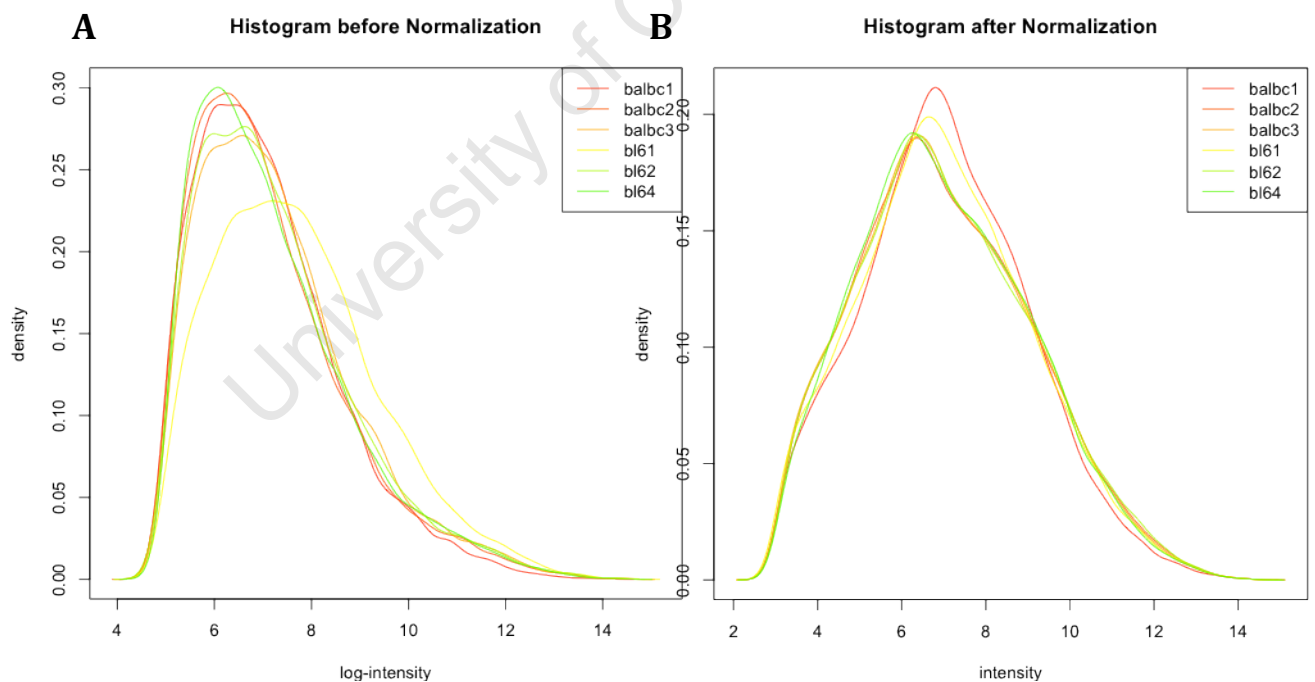 A
Histogram before Normalization
0.30
0.25
0.20
0.15
0.10
0.05
0.00
density
4 6 8 10 12 14
log-intensity
balbc1
balbc2
balbc3
bl61
bl62
bl64
B
Histogram after Normalization
0.20
0.15
0.10
0.05
0.00
density
2 4 6 8 10 12 14
intensity
balbc1
balbc2
balbc3
bl61
bl62
bl64
University of